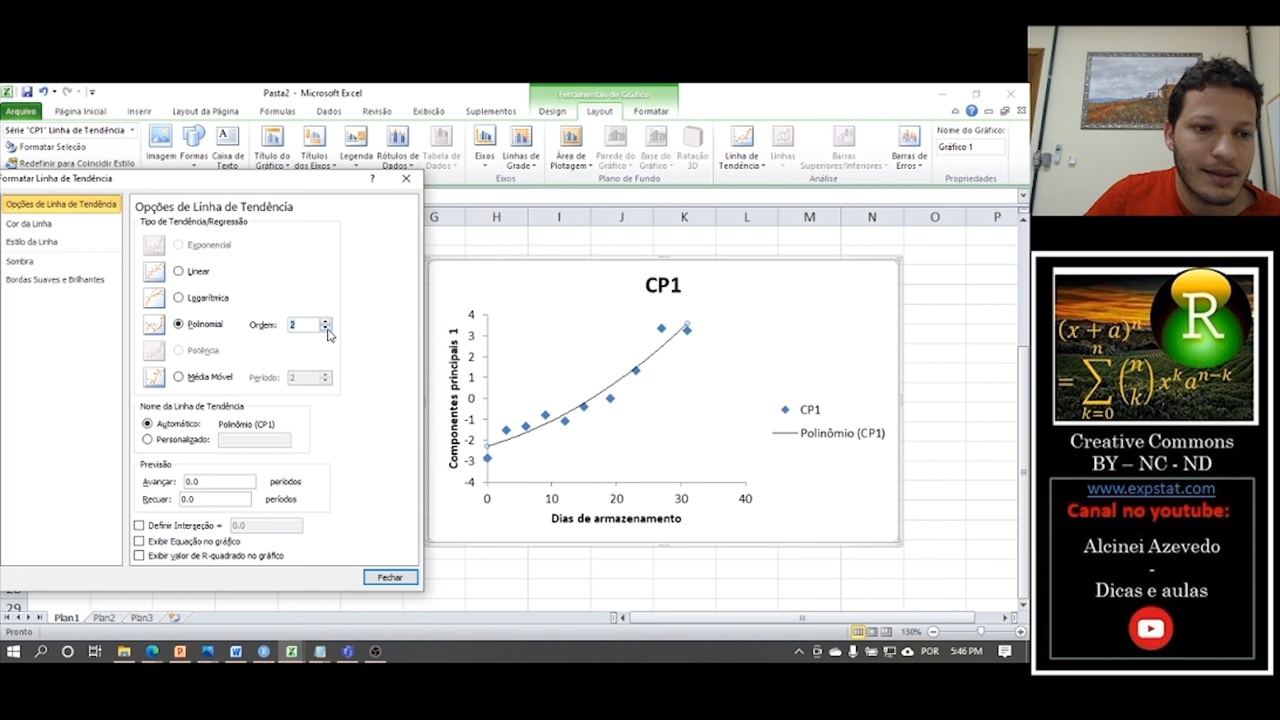 Pasta2 - Microsoft Excel
Ferramentas de Gráfico
Arquivo
Página Inicial
Inserir
Layout da Página
Fórmulas
Dados
Revisão
Exibição
Suplementos
Design
Layout
Formatar
Série "CP1" Linha de Tendência
Formatar Seleção
Redefinir para Coincidir Estilo
Imagem
Formas
Caixa de Texto
Título do Gráfico
Títulos dos Eixos
Legenda
Rótulos de Dados
Tabela de Dados
Eixos
Linhas de Grade
Área de Plotagem
Parede do Gráfico
Base do Gráfico
Rotação 3D
Linha de Tendência
Linhas
Barras Superiores/Inferiores
Barras de Erros
Nome do Gráfico:
Gráfico 1
Eixos
Plano de Fundo
Análise
Propriedades
Formatar Linha de Tendência
?
Opções de Linha de Tendência
Cor da Linha
Estilo da Linha
Sombra
Bordas Suaves e Brilhantes
Opções de Linha de Tendência
Tipo de Tendência/Regressão
Exponencial
Linear
Logarítmica
Polinomial Ordem: 2
Potência
Média Móvel Período: 2
Nome da Linha de Tendência
Automático: Polinômio (CP1)
Personalizado:
Previsão
Avançar: 0.0 períodos
Recuar: 0.0 períodos
Definir Interseção = 0.0
Exibir Equação no gráfico
Exibir valor de R-quadrado no gráfico
Fechar
G H I J K L M N O P
CP1
4
3
2
1
0
-1
-2
-3
-4
0 10 20 30 40
Componentes principais 1
Dias de armazenamento
CP1
Polinômio (CP1)
29
Plan1 Plan2 Plan3
Pronto
130%
POR 5:46 PM
R
(x + a)^n
= ∑ n k=0 (n k) x^k a^n−k
Creative Commons
BY – NC - ND
www.expstat.com
Canal no youtube:
Alcinei Azevedo
-
Dicas e aulas